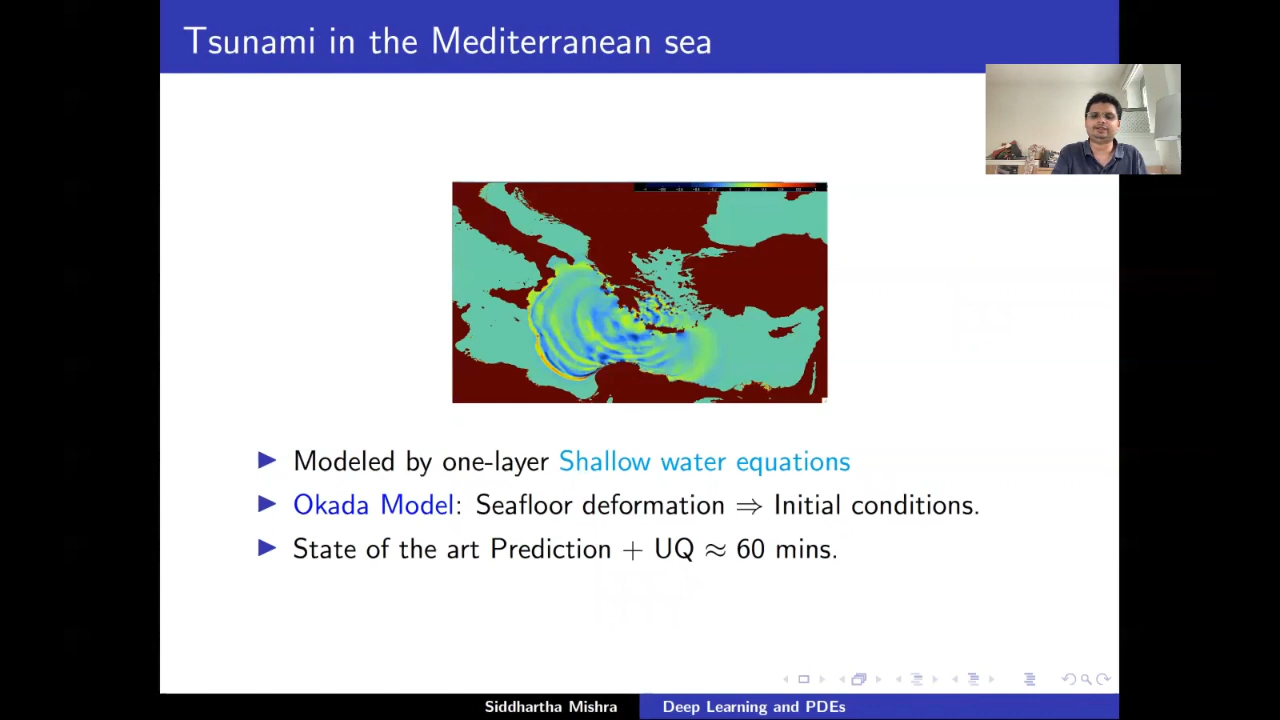 Tsunami in the Mediterranean sea
Modeled by one-layer Shallow water equations
Okada Model: Seafloor deformation ⇒ Initial conditions.
State of the art Prediction + UQ ≈ 60 mins.
Siddhartha Mishra
Deep Learning and PDEs